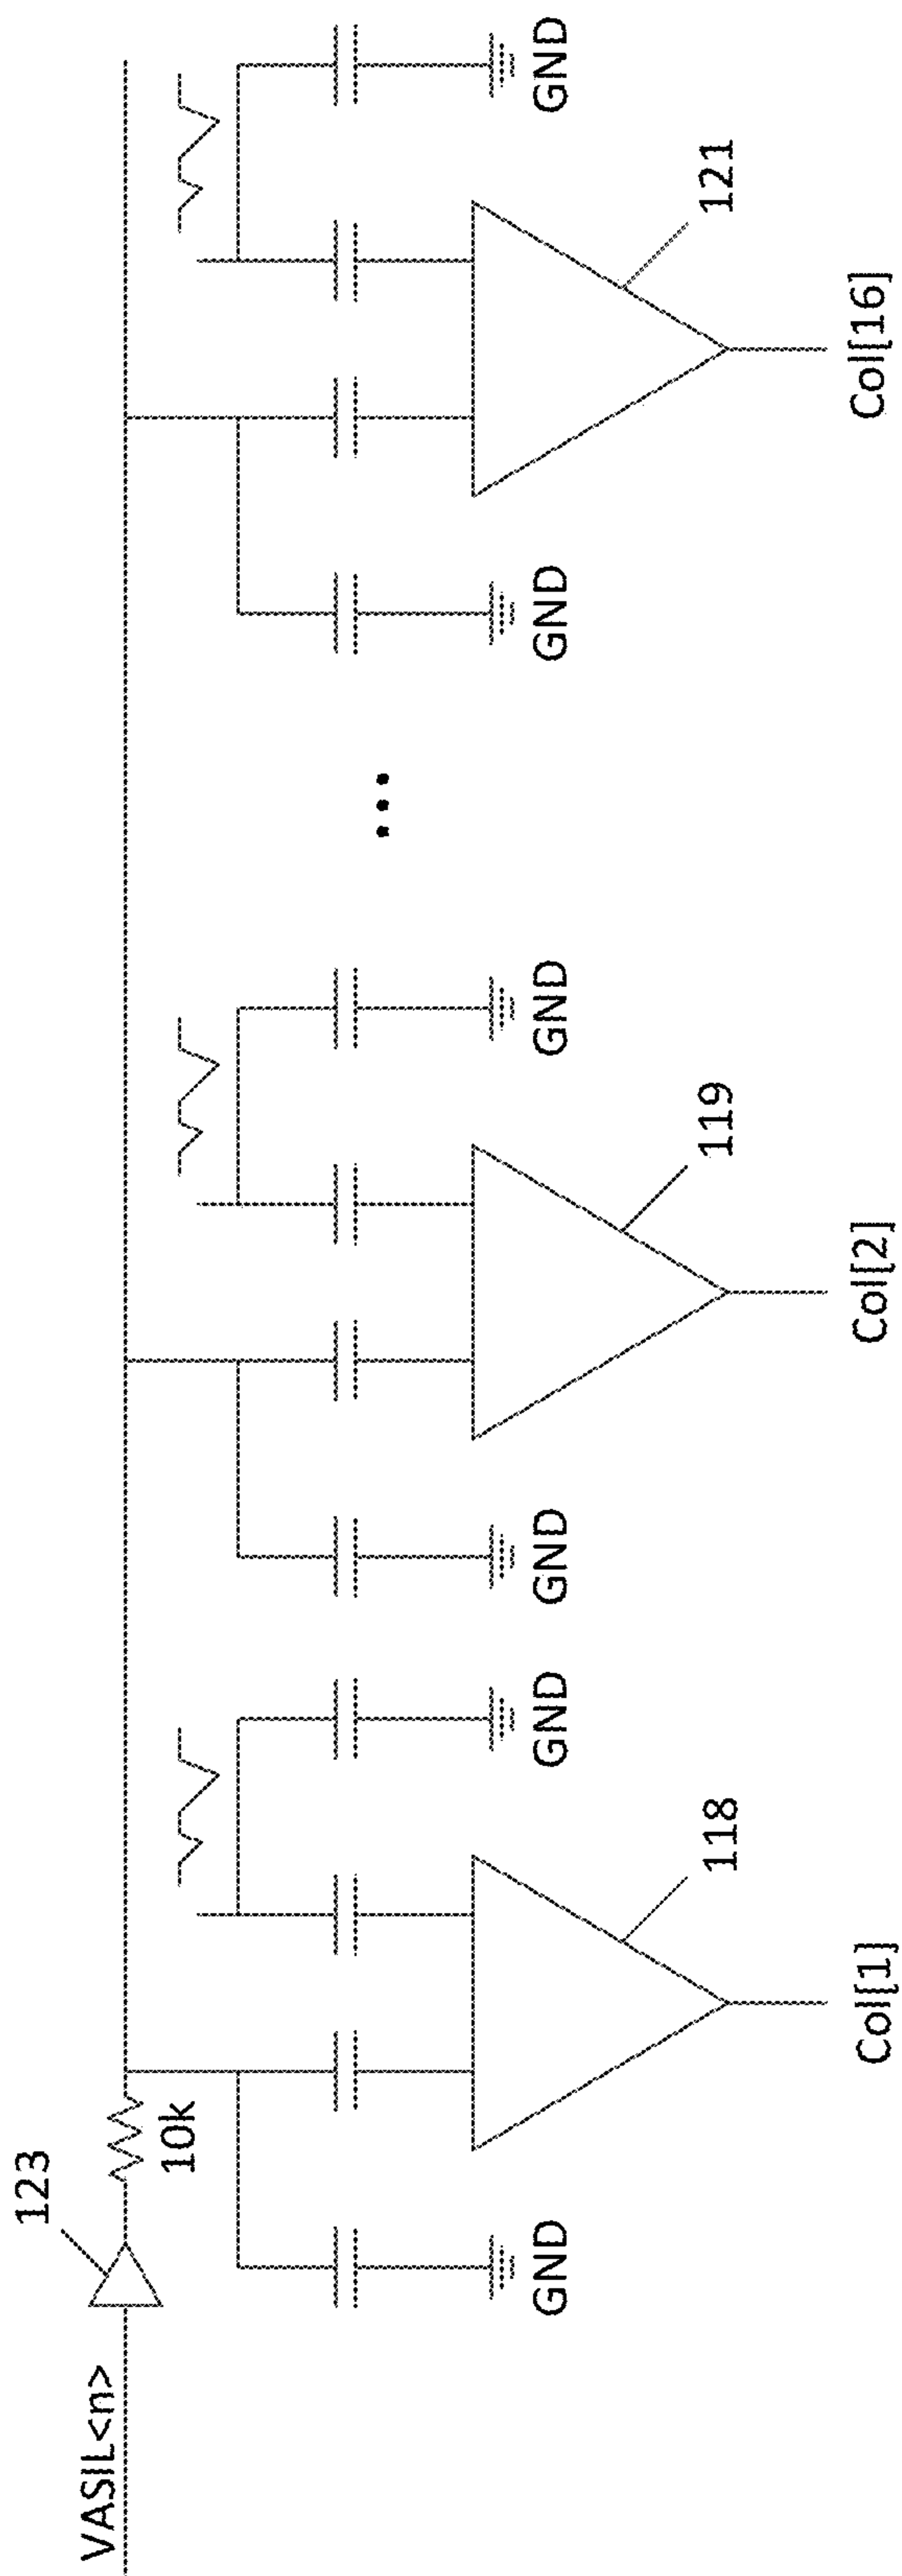 VASIL<n>
123
10k
GND
GND
GND
GND
GND
GND
118
119
121
Col[1]
Col[2]
Col[16]